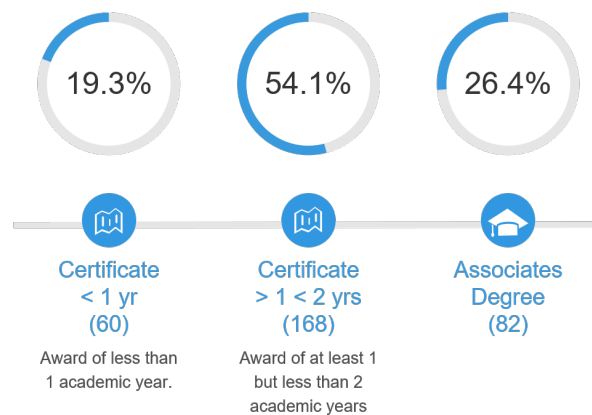 19.3%
54.1%
26.4%
Certificate
< 1 yr
(60)
Award of less than
1 academic year.
Certificate
> 1 < 2 yrs
(168)
Award of at least 1
but less than 2
academic years
Associates
Degree
(82)